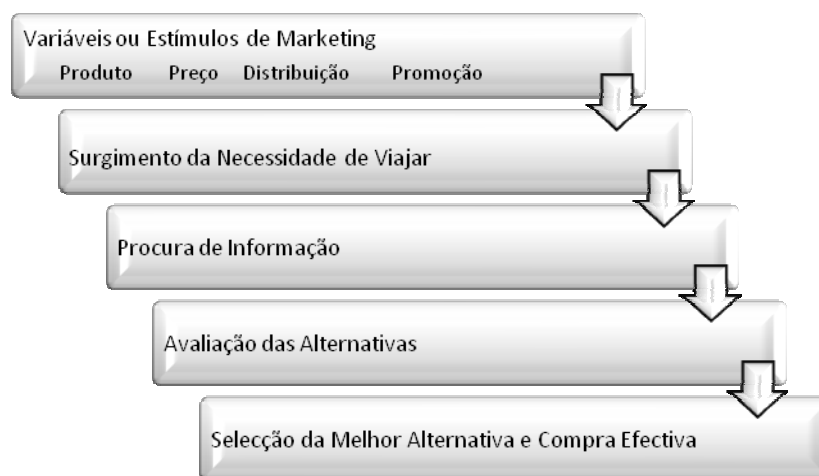 Variáveis ou Estímulos de Marketing
Produto Preço Distribuição Promoção
Surgimento da Necessidade de Viajar
Procura de Informação
Avaliação das Alternativas
Selecção da Melhor Alternativa e Compra Efectiva